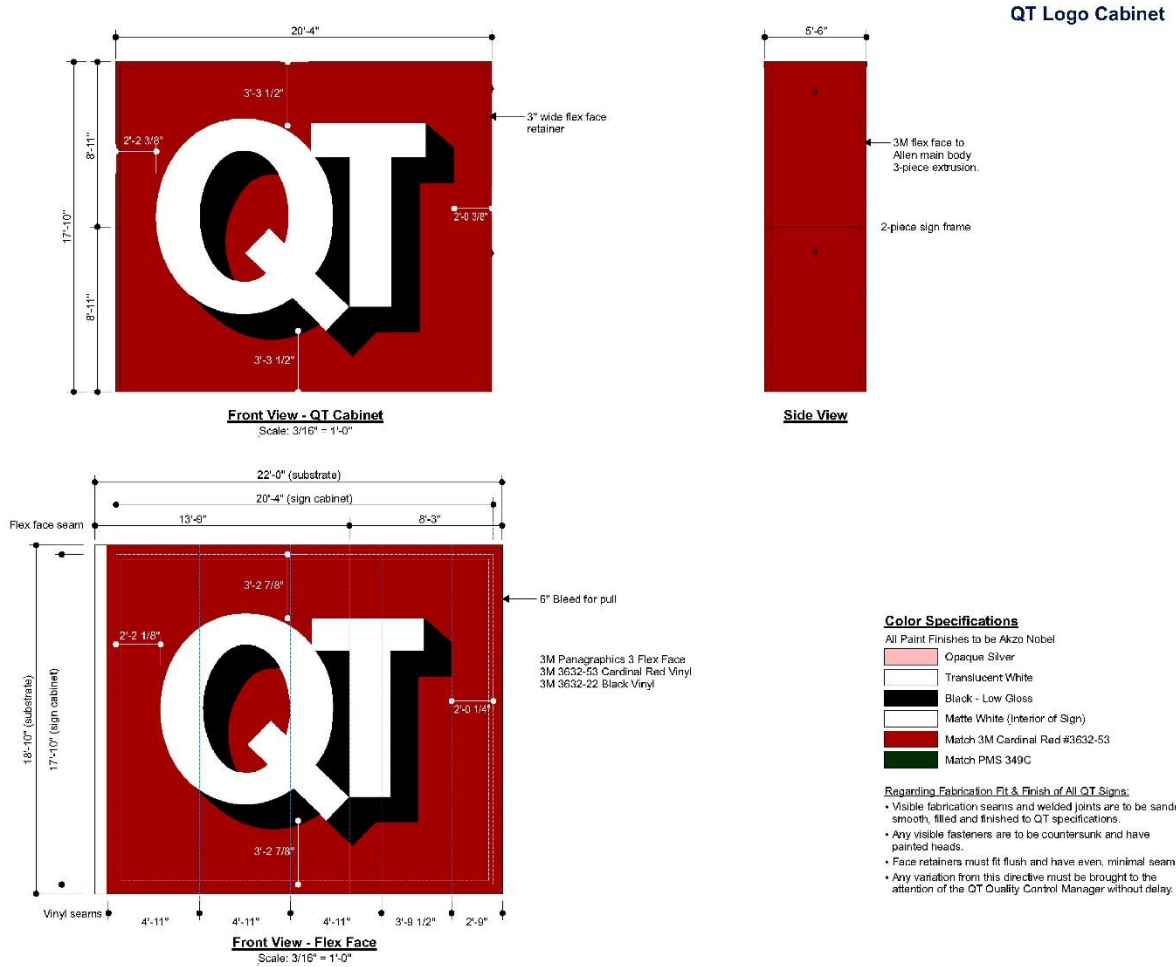 QT Logo Cabinet
20'-4"
5'-6"
3'-3 1/2"
3" wide flex face
retainer
8'-11"
2'-2 3/8"
QT
3M flex face to
Allen main body
3-piece extrusion.
17'-10"
2'-0 3/8"
2-piece sign frame
8'-11"
3'-3 1/2"
Front View - QT Cabinet
Scale: 3/16" = 1'-0"
Side View
22'-0" (substrate)
20'-4" (sign cabinet)
Flex face seam
13'-9"
8'-3"
3'-2 7/8"
6" Bleed for pull
2'-2 1/8"
QT
3M Panagraphics 3 Flex Face
3M 3632-53 Cardinal Red Vinyl
3M 3632-22 Black Vinyl
18'-10" (substrate)
17'-10" (sign cabinet)
2'-0 1/4"
3'-2 7/8"
Vinyl seams
4'-11"
4'-11"
4'-11"
3'-9 1/2"
2'-9"
Front View - Flex Face
Scale: 3/16" = 1'-0"
Color Specifications
All Paint Finishes to be Akzo Nobel
Opaque Silver
Translucent White
Black - Low Gloss
Matte White (Interior of Sign)
Match 3M Cardinal Red #3632-53
Match PMS 349C
Regarding Fabrication Fit & Finish of All QT Signs:
• Visible fabrication seams and welded joints are to be sande
smooth, filled and finished to QT specifications.
• Any visible fasteners are to be countersunk and have
painted heads.
• Face retainers must fit flush and have even, minimal seam
• Any variation from this directive must be brought to the
attention of the QT Quality Control Manager without delay.